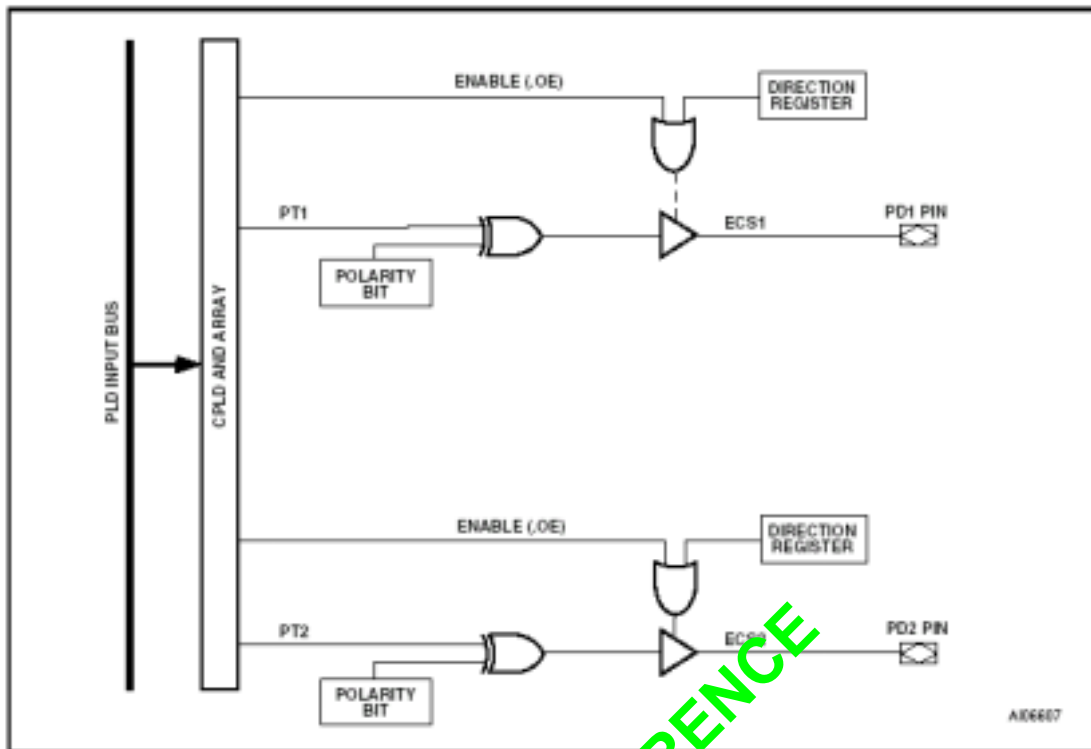 ENABLE (.OE)
DIRECTION
REGISTER
PT1
ECS1
PD1 PIN
POLARITY
BIT
PLD INPUT BUS
CPLD AND ARRAY
ENABLE (.OE)
DIRECTION
REGISTER
PT2
PD2 PIN
POLARITY
BIT
RENCE
AI06607